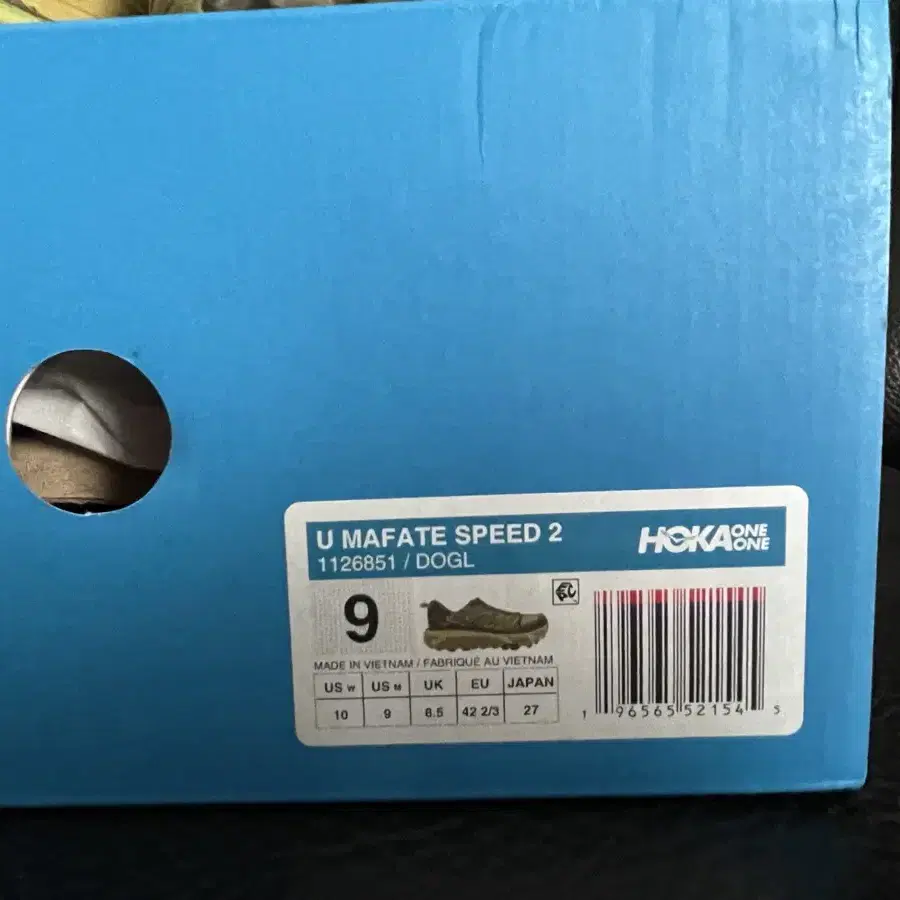 U MAFATE SPEED 2
1126851 / DOGL
HOKA ONE ONE
9
MADE IN VIETNAM / FABRIQUÉ AU VIETNAM
US W US M UK EU JAPAN
10 9 8.5 42 2/3 27
1 96565 52154 5